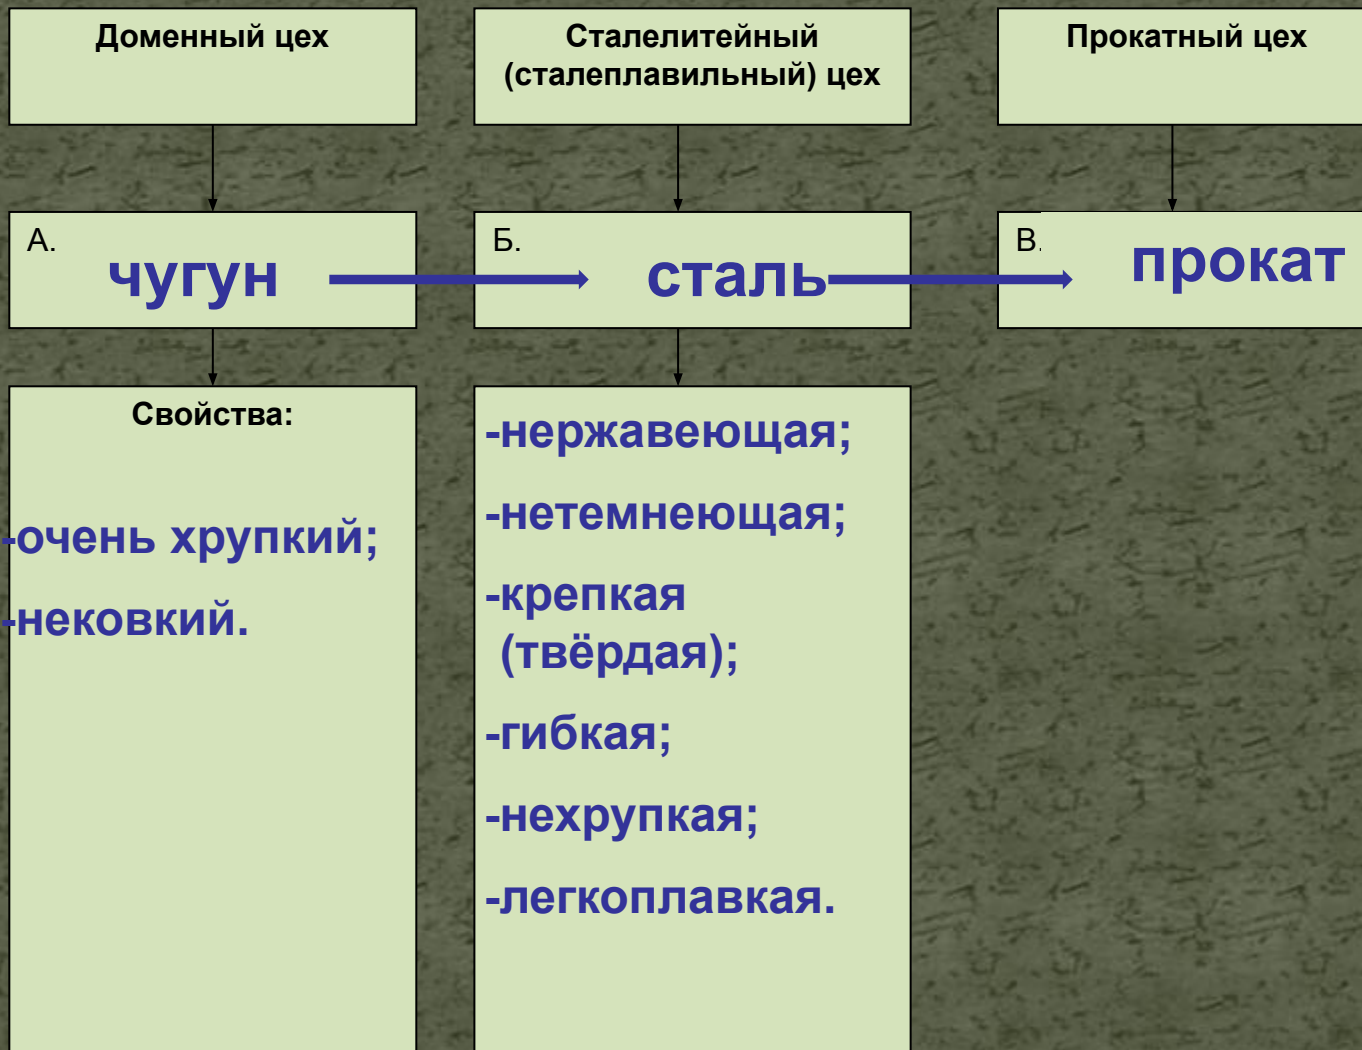 Доменный цех
Сталелитейный
(сталеплавильный) цех
Прокатный цех
А.
чугун
Б.
сталь
В.
прокат
Свойства:
-очень хрупкий;
-нековкий.
-нержавеющая;
-нетемнеющая;
-крепкая
(твёрдая);
-гибкая;
-нехрупкая;
-легкоплавкая.